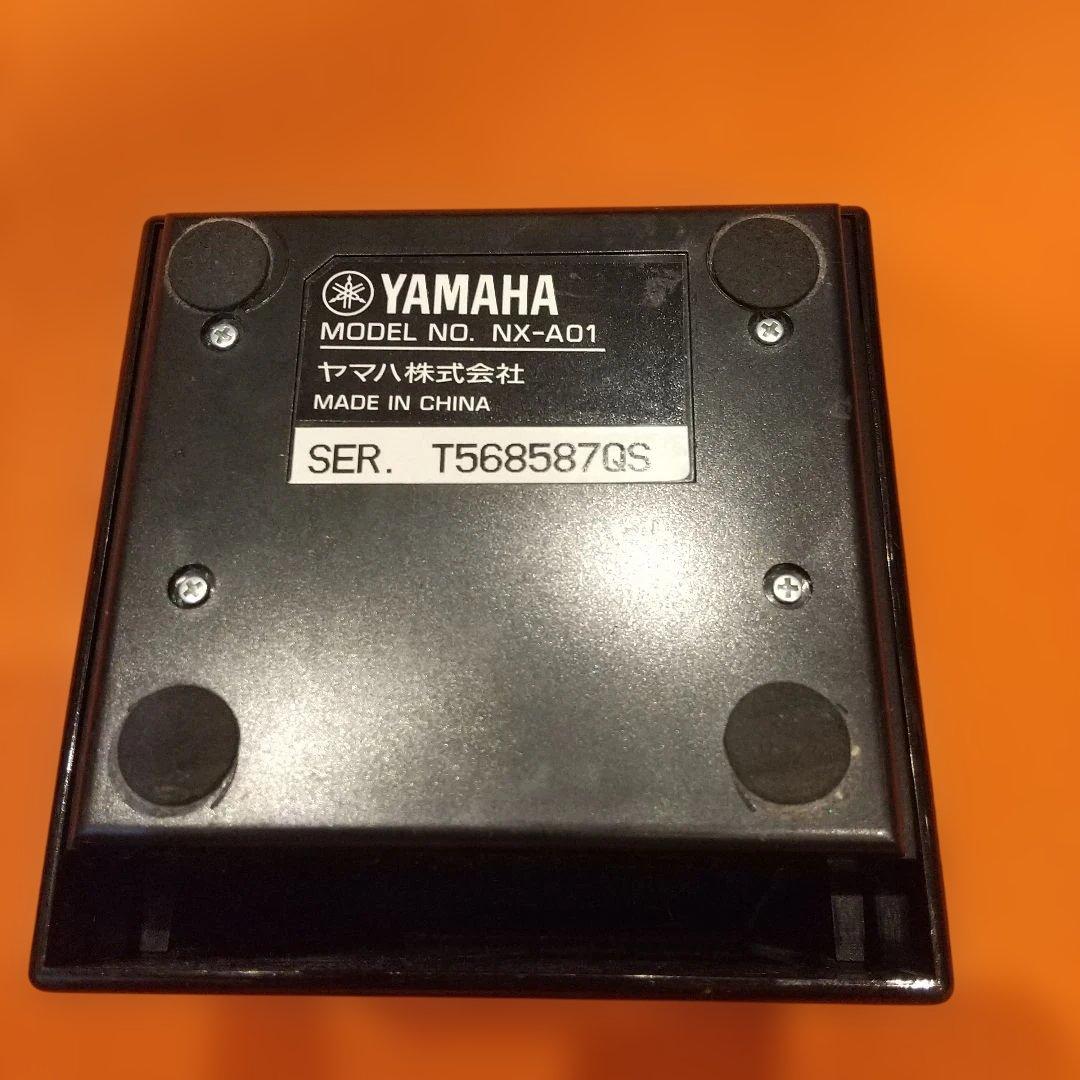 YAMAHA
MODEL NO. NX-A01
ヤマハ株式会社
MADE IN CHINA
SER. T568587QS